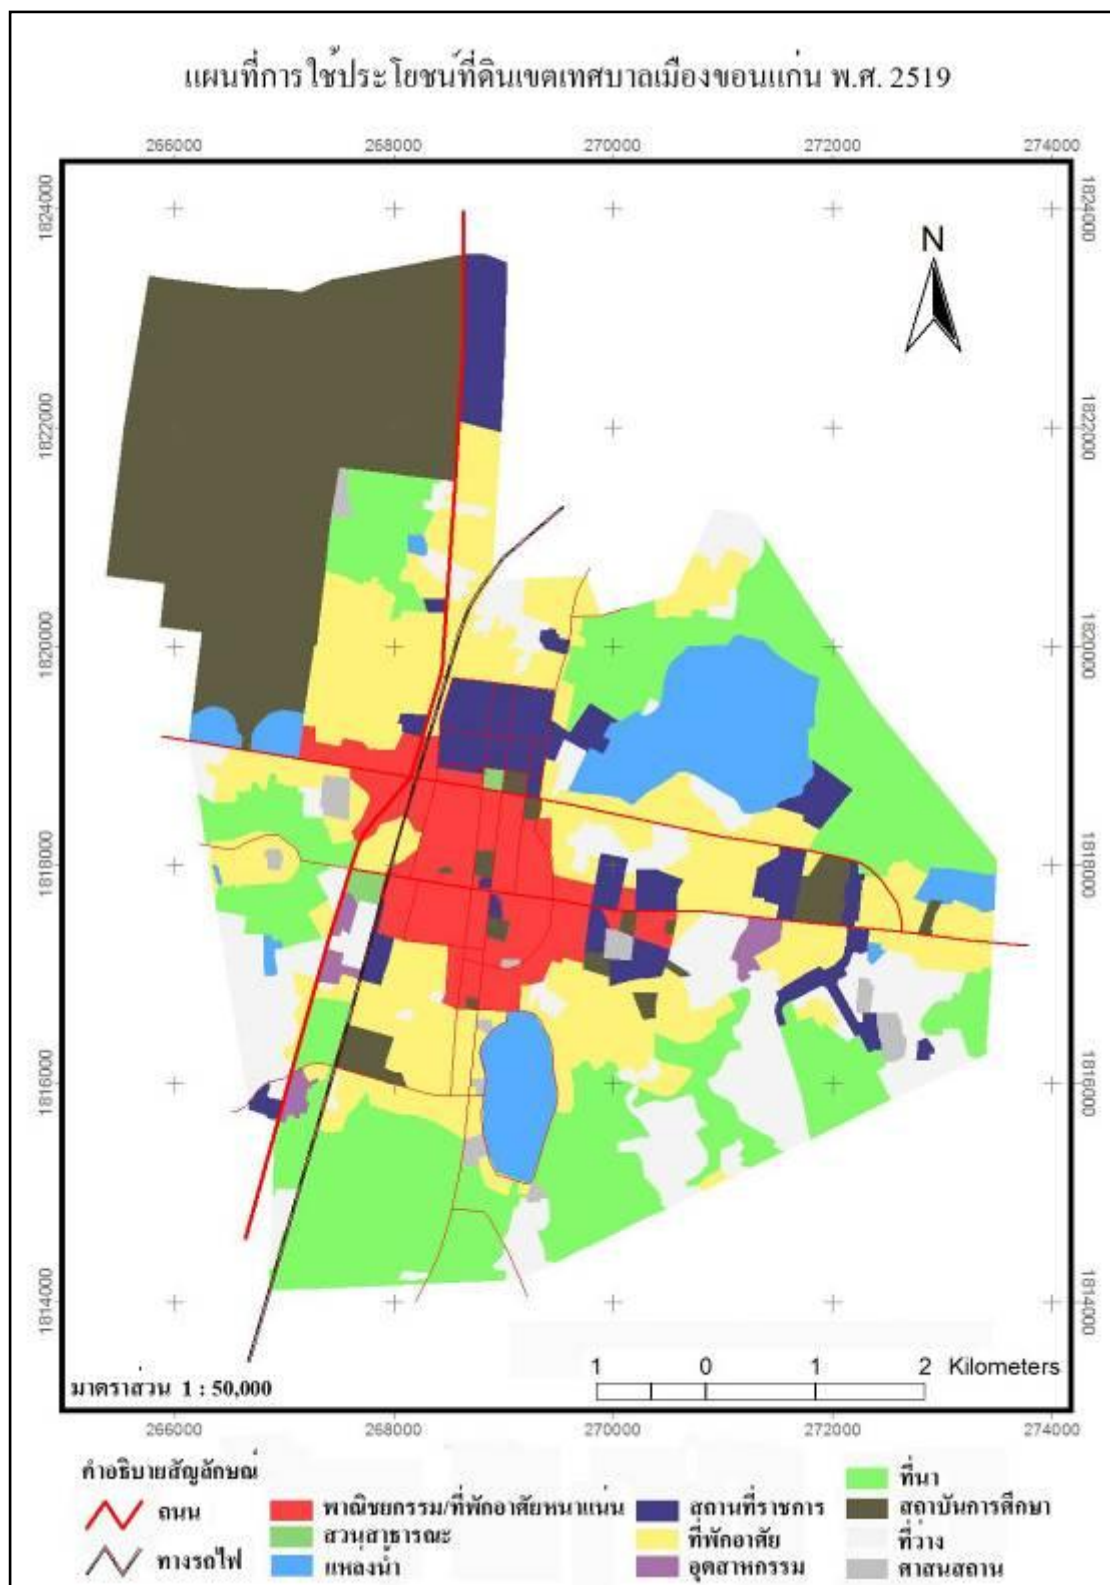 แผนที่การใช้ประโยชน์ที่ดินเขตเทศบาลเมืองขอนแก่น พ.ศ. 2519
266000 268000 270000 272000 274000
1824000 1824000
N
1822000 1822000
1820000 1820000
1818000 1818000
1816000 1816000
1814000 1814000
1 0 1 2 Kilometers
มาตราส่วน 1 : 50,000
266000 268000 270000 272000 274000
คำอธิบายสัญลักษณ์
ถนน
ทางรถไฟ
พาณิชยกรรม/ที่พักอาศัยหนาแน่น
สวนสาธารณะ
แหล่งน้ำ
สถานที่ราชการ
ที่พักอาศัย
อุตสาหกรรม
ที่นา
สถาบันการศึกษา
ที่ว่าง
ศาสนสถาน